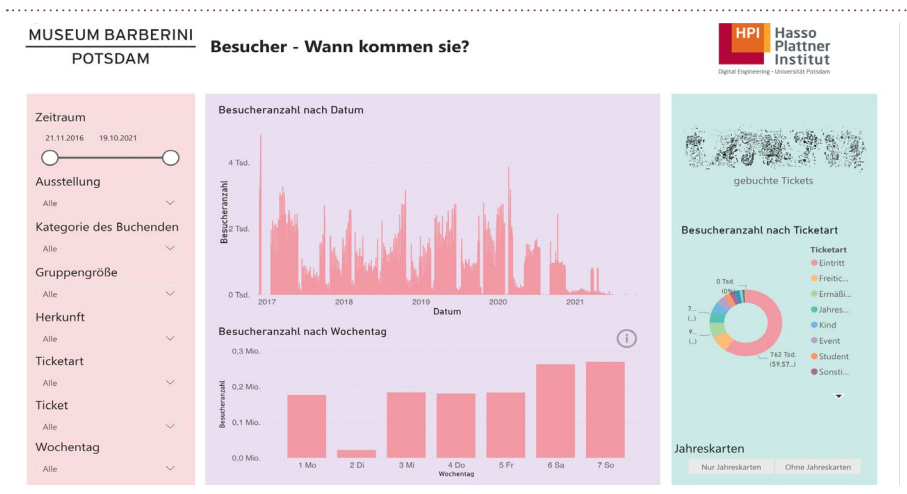 MUSEUM BARBERINI
POTSDAM
Besucher - Wann kommen sie?
HPI
Hasso
Plattner
Institut
Digital Engineering • Universität Potsdam
Zeitraum
21.11.2016 19.10.2021
Ausstellung
Alle
Kategorie des Buchenden
Alle
Gruppengröße
Alle
Herkunft
Alle
Ticketart
Alle
Ticket
Alle
Wochentag
Alle
Besucheranzahl nach Datum
Besucheranzahl
4 Tsd.
2 Tsd.
0 Tsd.
2017 2018 2019 2020 2021
Datum
Besucheranzahl nach Wochentag
Besucheranzahl
0,3 Mio.
0,2 Mio.
0,1 Mio.
0,0 Mio.
1 Mo 2 Di 3 Mi 4 Do 5 Fr 6 Sa 7 So
Wochentag
gebuchte Tickets
Besucheranzahl nach Ticketart
Ticketart
Eintritt
Freitic...
Ermäßi...
Jahres...
Kind
Event
Student
Sonsti...
0 Tsd.
(0%)
7...
(...)
9...
(...)
762 Tsd.
(59,57...)
Jahreskarten
Nur Jahreskarten Ohne Jahreskarten